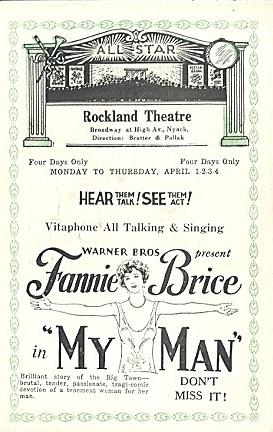 ALL STAR
Rockland Theatre
Broadway at High Av., Nyack,
Direction: Bratter & Pollak
Four Days Only Four Days Only
MONDAY TO THURSDAY, APRIL 1-2-3-4
HEAR THEM TALK! SEE THEM ACT!
Vitaphone All Talking & Singing
WARNER BROS present
Fannie Brice
in "MY MAN"
Brilliant story of the Big Town—
brutal, tender, passionate, tragi-comic
devotion of a tenement woman for her
man.
DON'T
MISS IT!